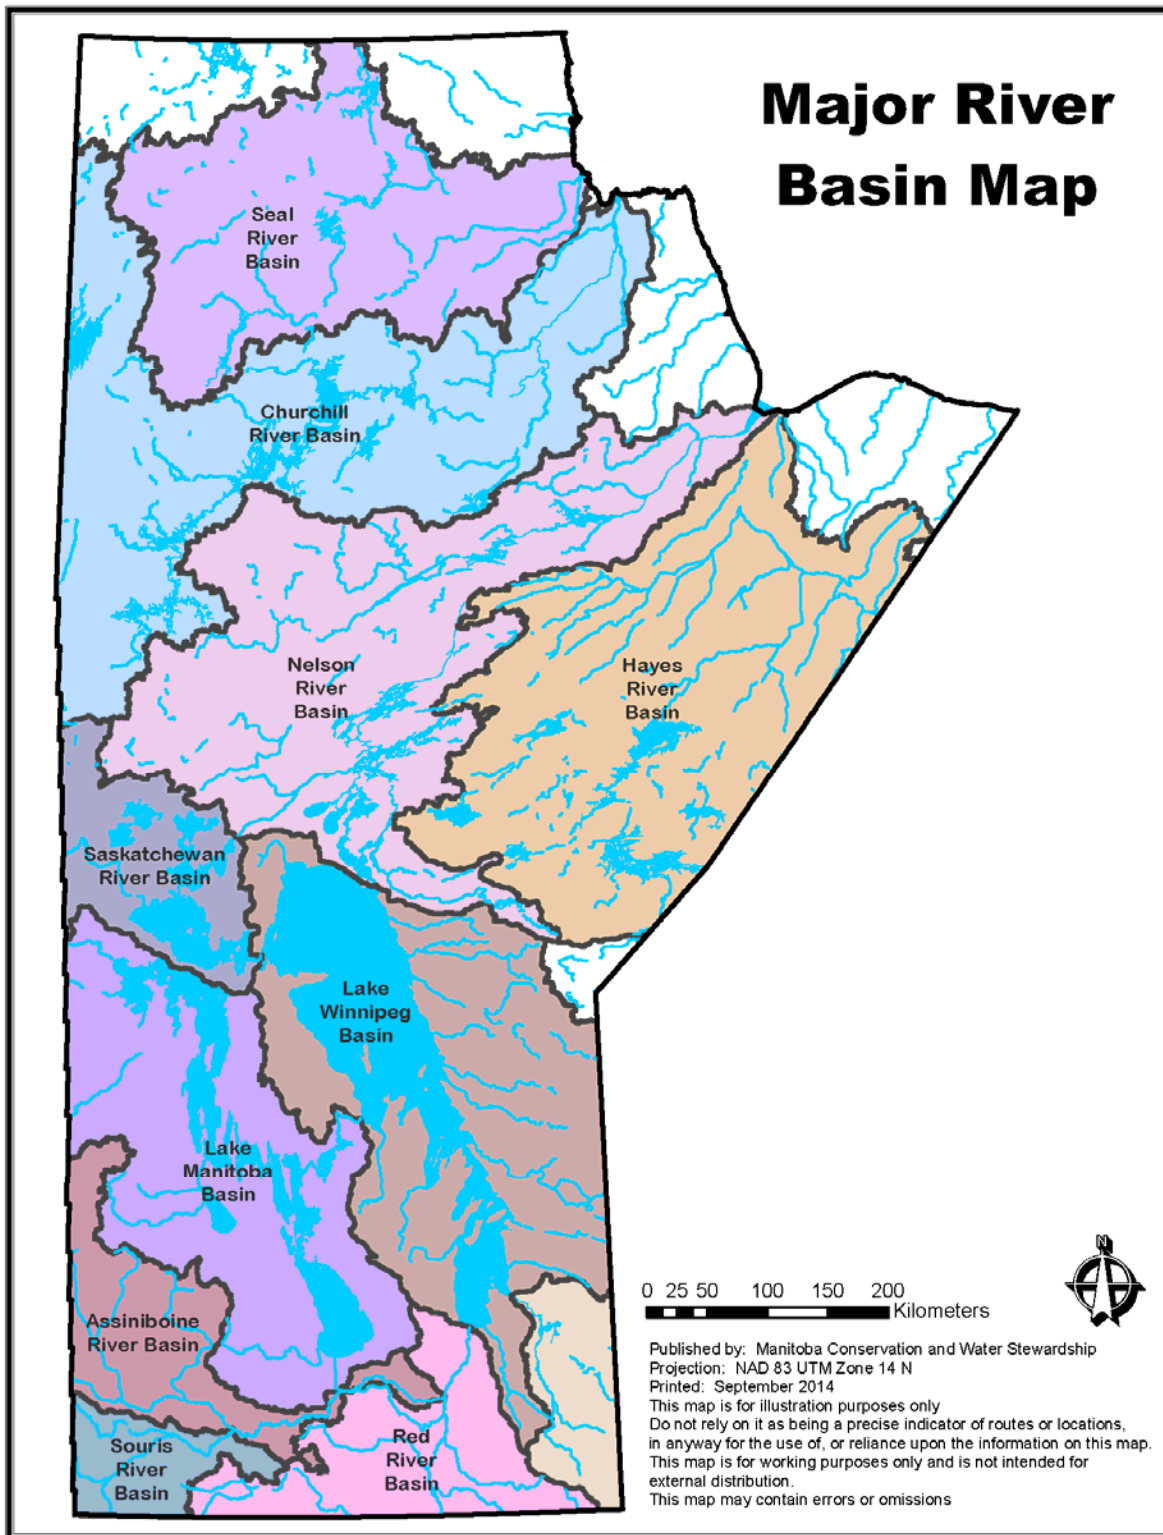 Major River
Basin Map
Seal
River
Basin
Churchill
River Basin
Nelson
River
Basin
Hayes
River
Basin
Saskatchewan
River Basin
Lake
Winnipeg
Basin
Lake
Manitoba
Basin
Assiniboine
River Basin
Souris
River
Basin
Red
River
Basin
N
0 25 50 100 150 200
Kilometers
Published by: Manitoba Conservation and Water Stewardship
Projection: NAD 83 UTM Zone 14 N
Printed: September 2014
This map is for illustration purposes only
Do not rely on it as being a precise indicator of routes or locations,
in anyway for the use of, or reliance upon the information on this map.
This map is for working purposes only and is not intended for
external distribution.
This map may contain errors or omissions